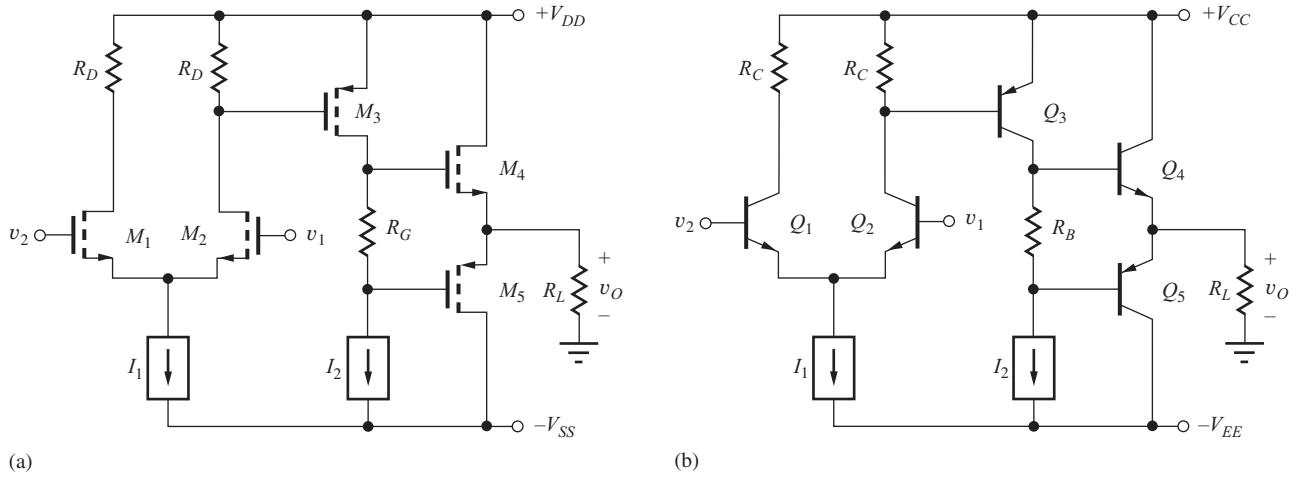 +V_DD
R_D R_D
M_3
M_4
v_2 M_1 M_2 v_1
R_G
+
R_L v_O
−
M_5
I_1 I_2
−V_SS
(a)
+V_CC
R_C R_C
Q_3
Q_4
v_2 Q_1 Q_2 v_1
R_B
+
R_L v_O
−
Q_5
I_1 I_2
−V_EE
(b)